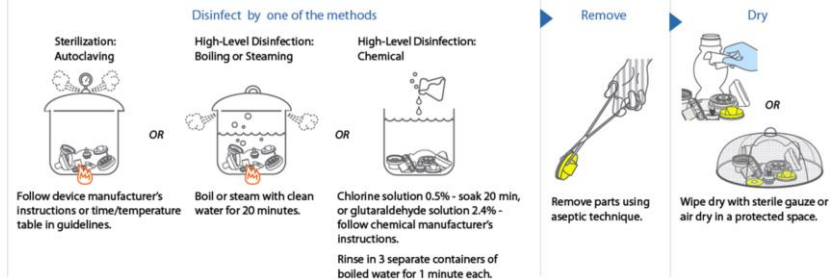 Disinfect by one of the methods
Sterilization:
Autoclaving
OR
Follow device manufacturer's
instructions or time/temperature
table in guidelines.
High-Level Disinfection:
Boiling or Steaming
OR
Boil or steam with clean
water for 20 minutes.
High-Level Disinfection:
Chemical
Chlorine solution 0.5% - soak 20 min,
or glutaraldehyde solution 2.4% -
follow chemical manufacturer's
instructions.
Rinse in 3 separate containers of
boiled water for 1 minute each.
Remove
Remove parts using
aseptic technique.
Dry
OR
Wipe dry with sterile gauze or
air dry in a protected space.